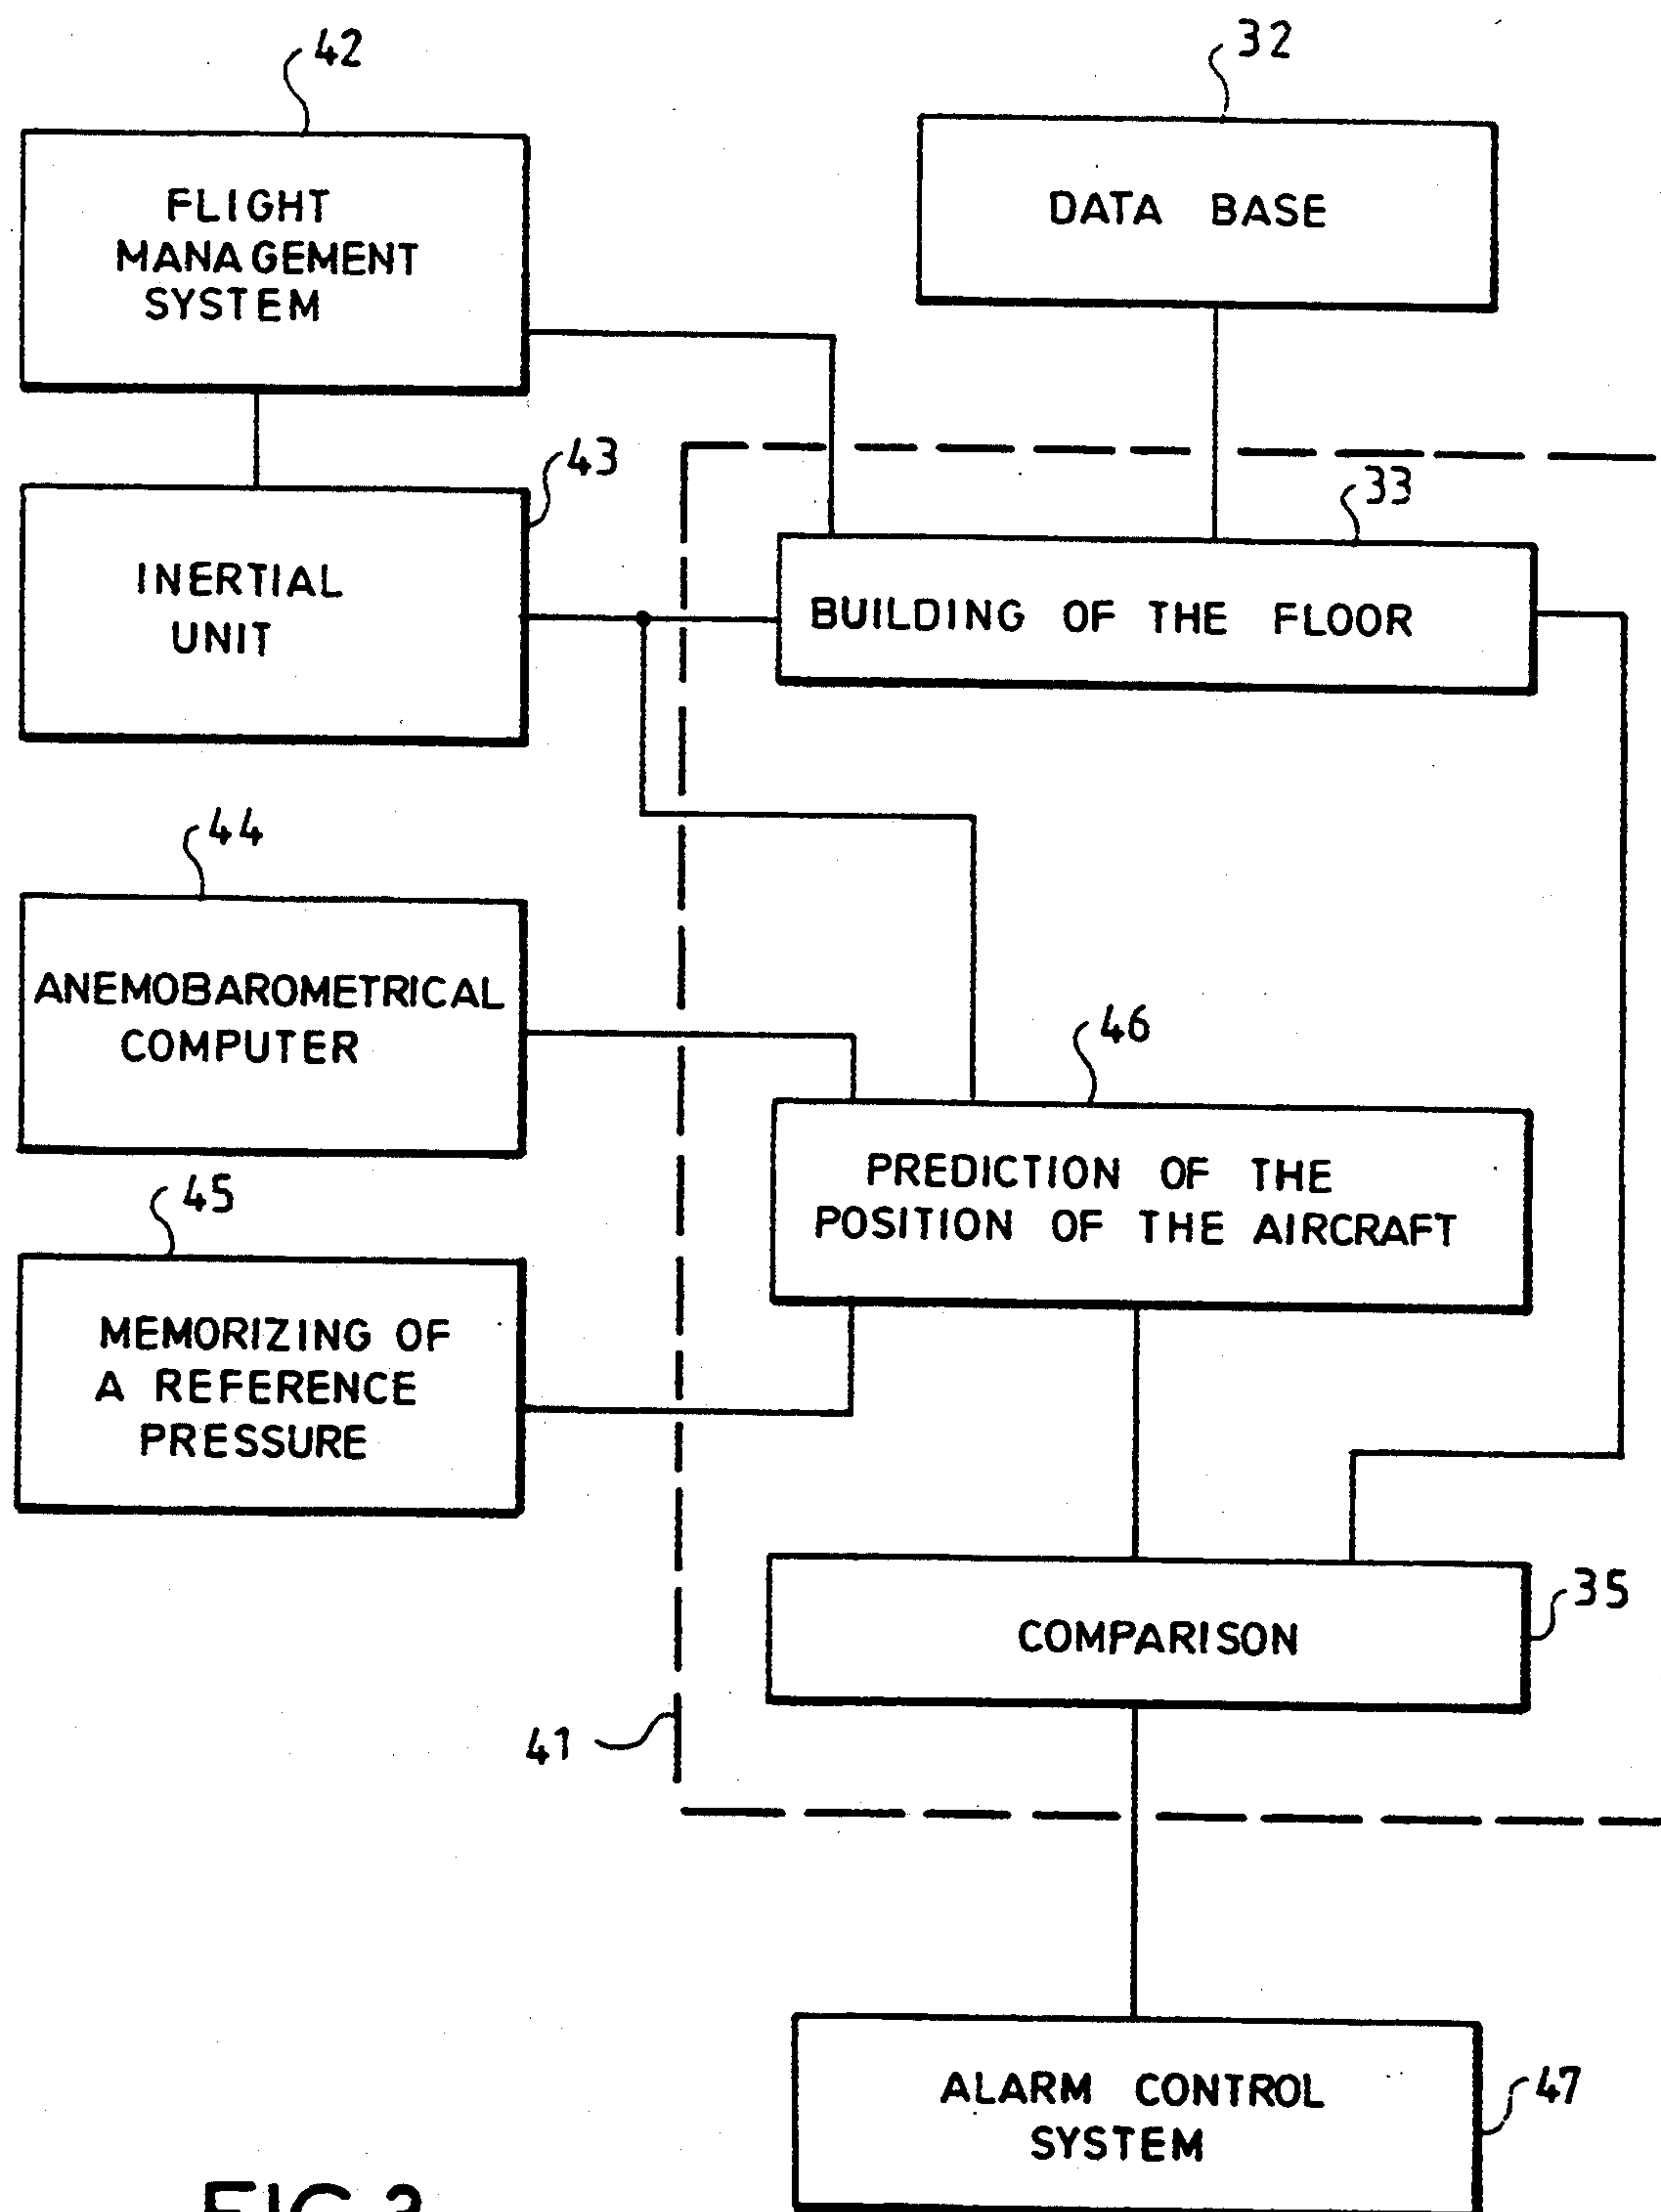 42
32
FLIGHT
MANAGEMENT
SYSTEM
DATA BASE
43
33
INERTIAL
UNIT
BUILDING OF THE FLOOR
44
ANEMOBAROMETRICAL
COMPUTER
46
PREDICTION OF THE
POSITION OF THE AIRCRAFT
45
MEMORIZING OF
A REFERENCE
PRESSURE
35
COMPARISON
41
ALARM CONTROL
SYSTEM
47